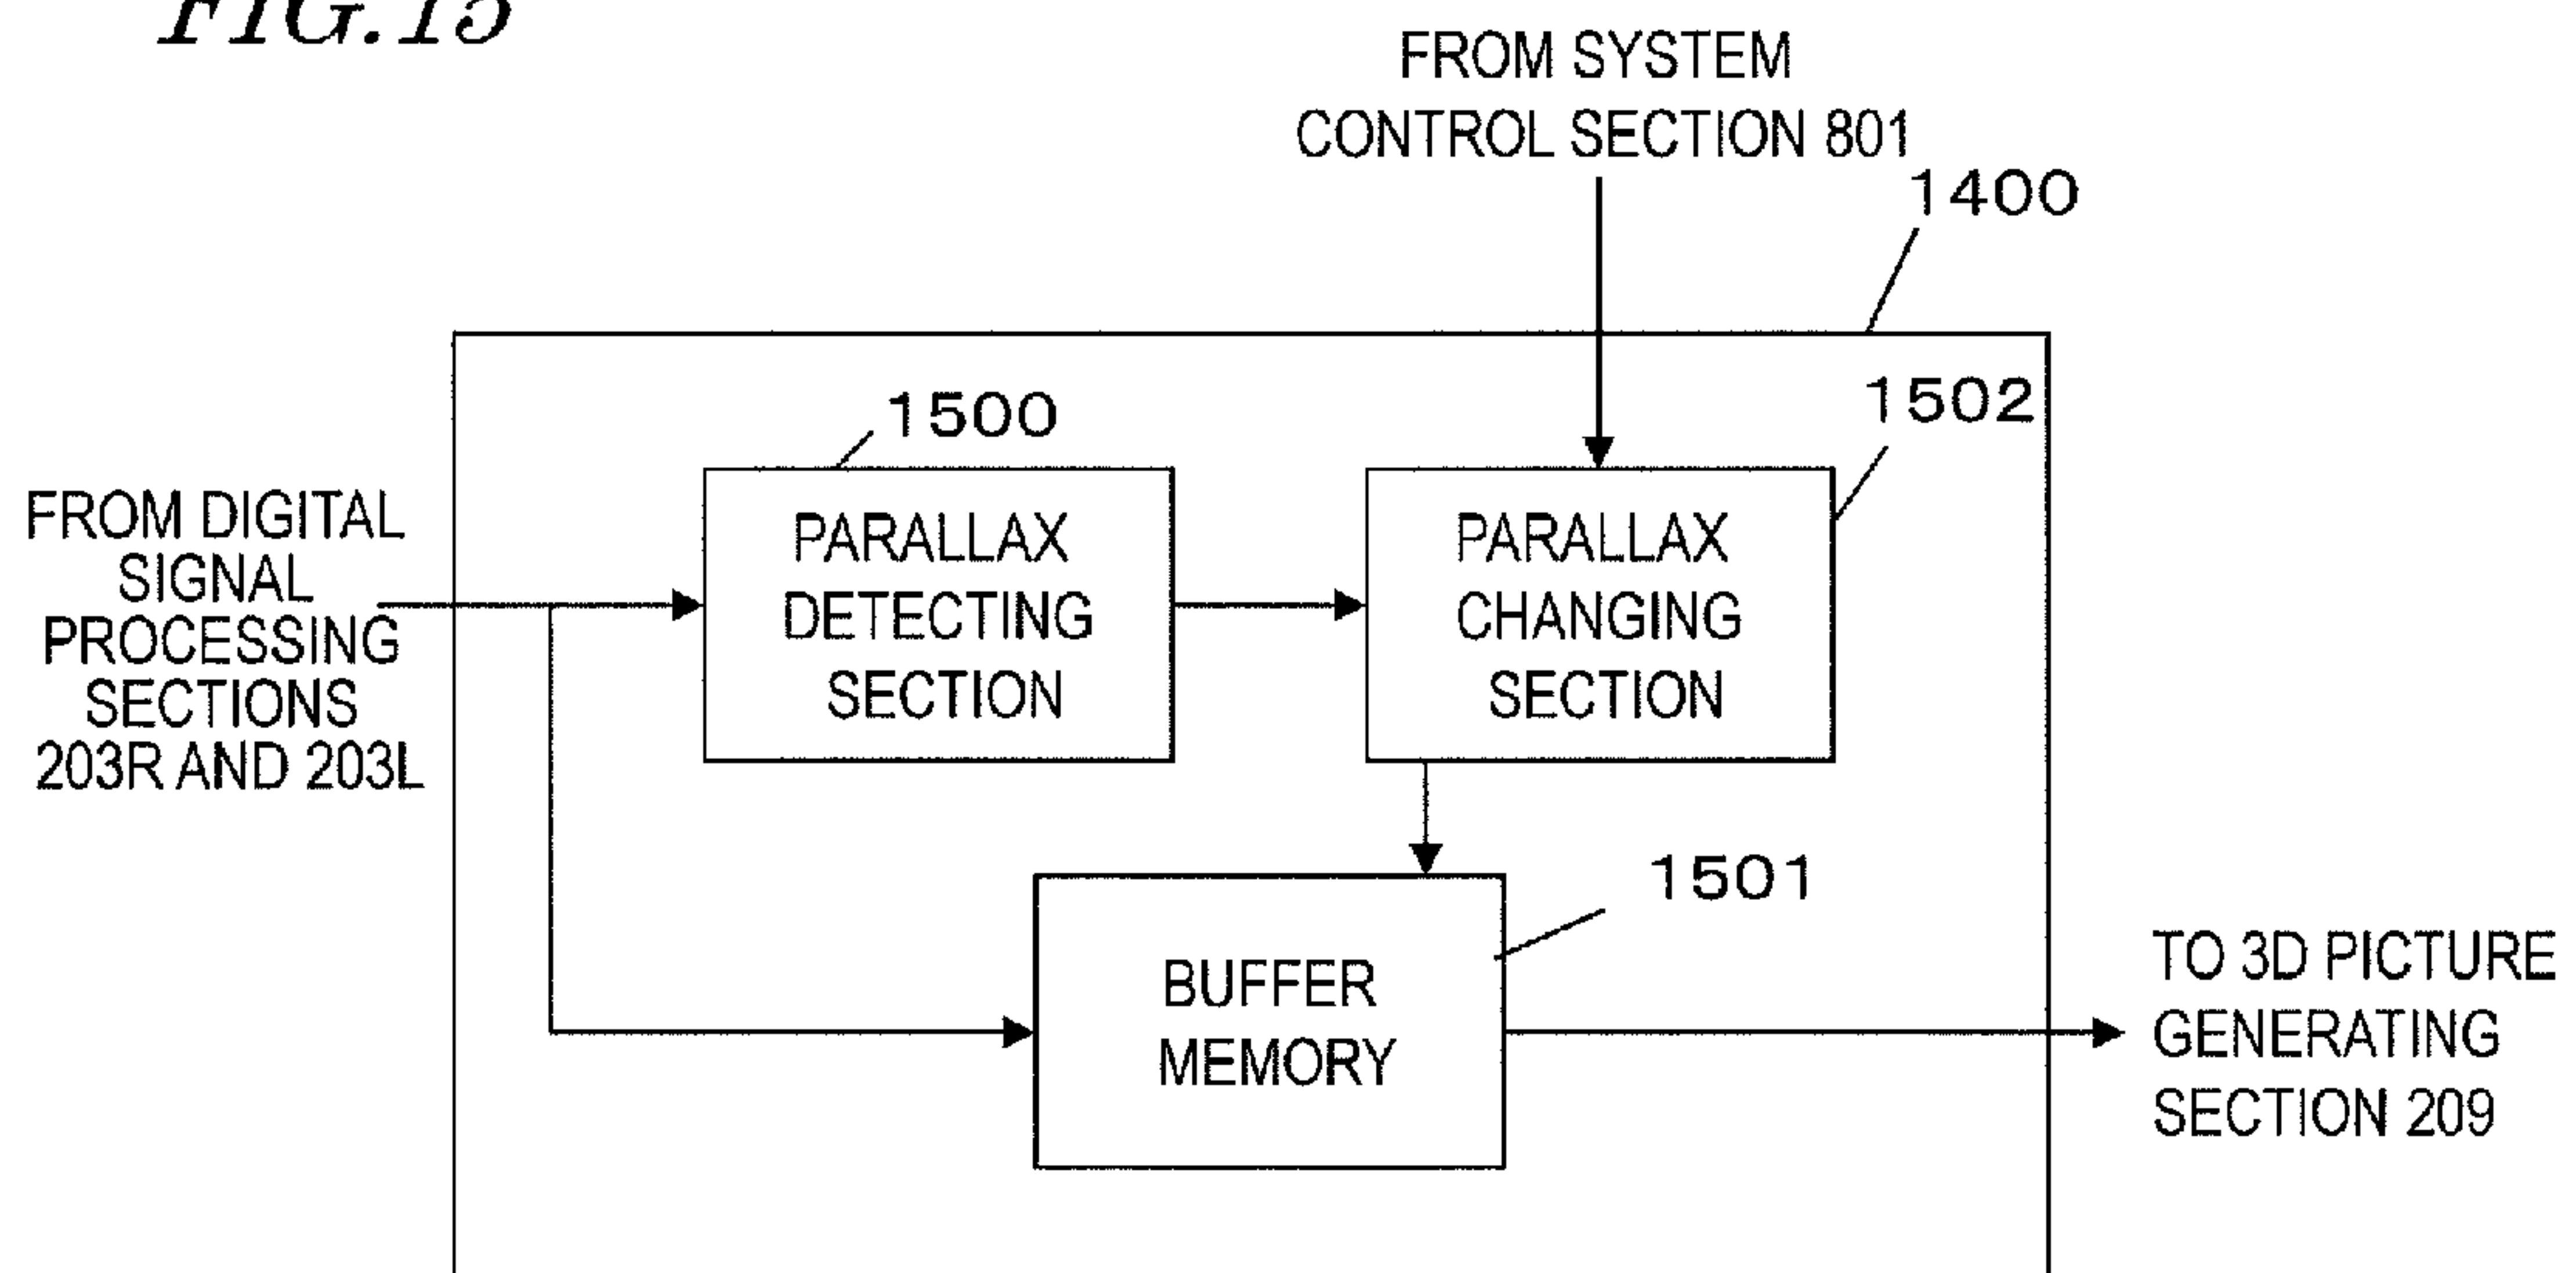 FIG.15
FROM SYSTEM
CONTROL SECTION 801
1400
1502
1500
FROM DIGITAL
SIGNAL
PROCESSING
SECTIONS
203R AND 203L
PARALLAX
DETECTING
SECTION
PARALLAX
CHANGING
SECTION
1501
BUFFER
MEMORY
TO 3D PICTURE
GENERATING
SECTION 209